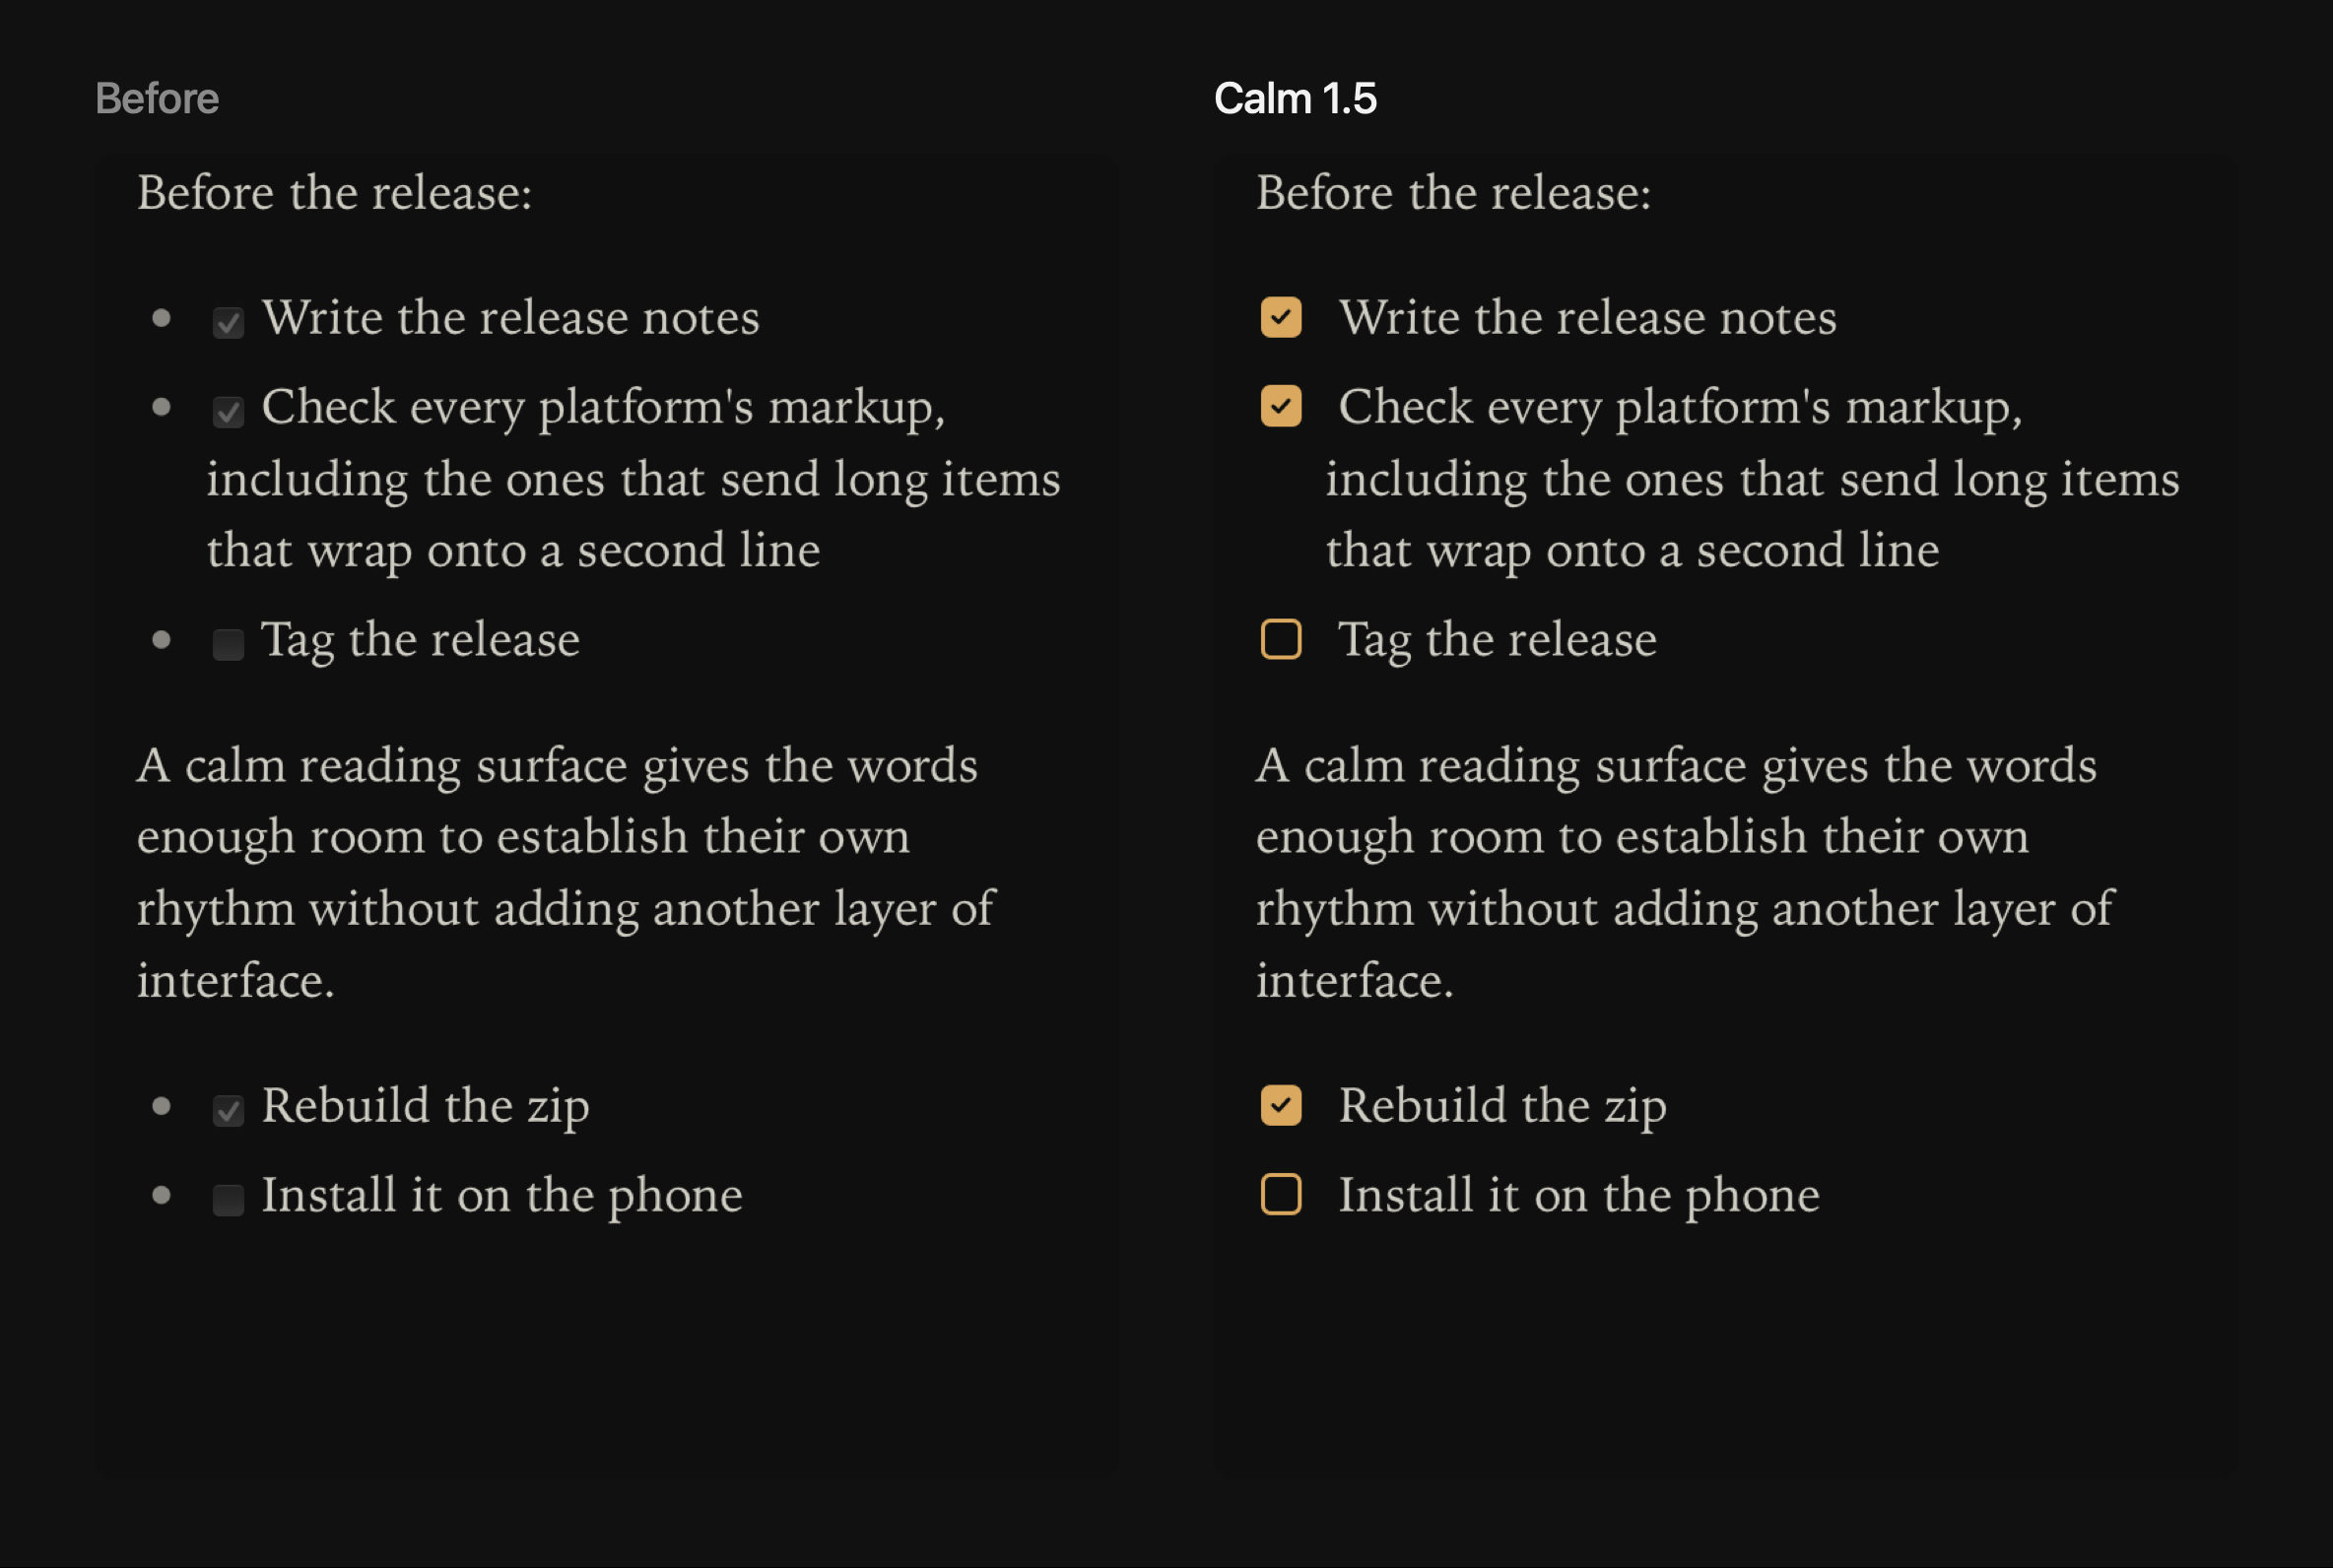 Before
Before the release:
Write the release notes
Check every platform's markup,
including the ones that send long items
that wrap onto a second line
Tag the release
A calm reading surface gives the words
enough room to establish their own
rhythm without adding another layer of
interface.
Rebuild the zip
Install it on the phone
Calm 1.5
Before the release:
Write the release notes
Check every platform's markup,
including the ones that send long items
that wrap onto a second line
Tag the release
A calm reading surface gives the words
enough room to establish their own
rhythm without adding another layer of
interface.
Rebuild the zip
Install it on the phone